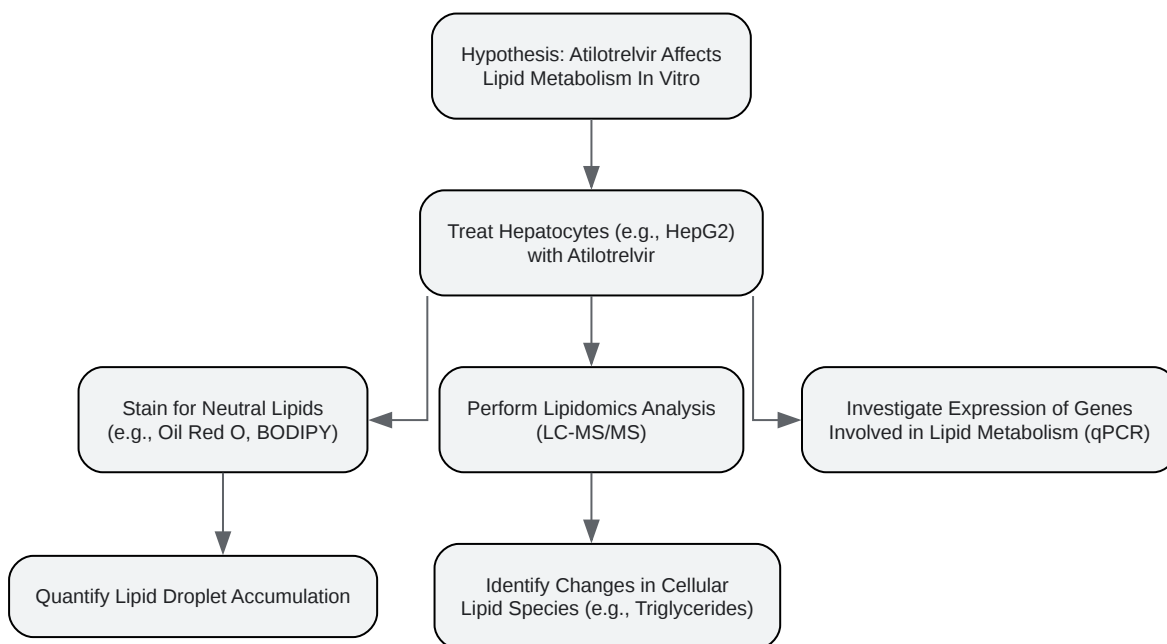 Hypothesis: Atilotrelvir Affects
Lipid Metabolism In Vitro
Treat Hepatocytes (e.g., HepG2)
with Atilotrelvir
Stain for Neutral Lipids
(e.g., Oil Red O, BODIPY)
Perform Lipidomics Analysis
(LC-MS/MS)
Investigate Expression of Genes
Involved in Lipid Metabolism (qPCR)
Quantify Lipid Droplet Accumulation
Identify Changes in Cellular
Lipid Species (e.g., Triglycerides)